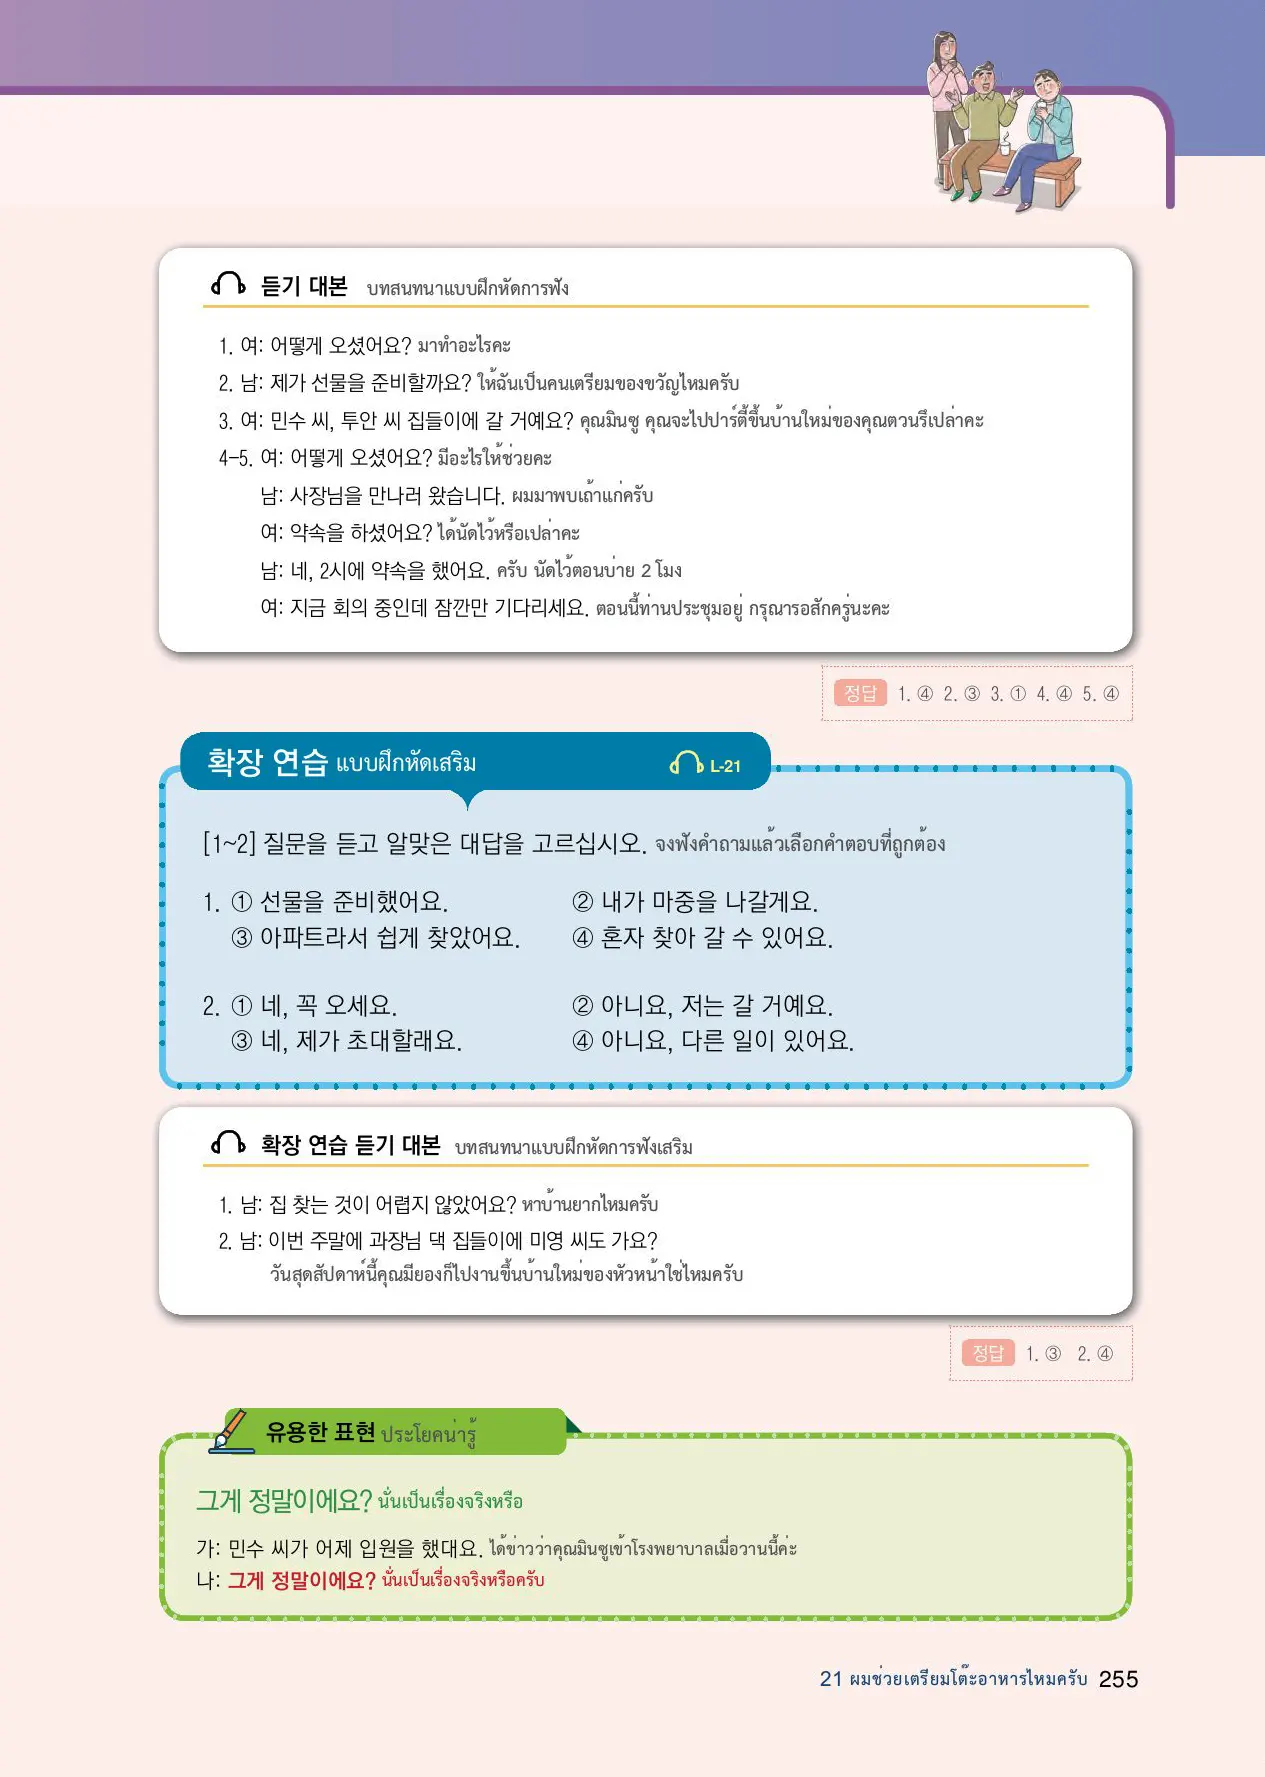 듣기 대본 บทสนทนาแบบฝึกหัดการฟัง
1. 여: 어떻게 오셨어요? มาทำอะไรคะ
2. 남: 제가 선물을 준비할까요? ให้ฉันเป็นคนเตรียมของขวัญไหมครับ
3. 여: 민수 씨, 투안 씨 집들이에 갈 거예요? คุณมินซู คุณจะไปปาร์ตี้ขึ้นบ้านใหม่ของคุณตวนรึเปล่าคะ
4-5. 여: 어떻게 오셨어요? มีอะไรให้ช่วยคะ
남: 사장님을 만나러 왔습니다. ผมมาพบเถ้าแก่ครับ
여: 약속을 하셨어요? ได้นัดไว้หรือเปล่าคะ
남: 네, 2시에 약속을 했어요. ครับ นัดไว้ตอนบ่าย 2 โมง
여: 지금 회의 중인데 잠깐만 기다리세요. ตอนนี้ท่านประชุมอยู่ กรุณารอสักครู่นะคะ
정답 1. ④ 2. ③ 3. ① 4. ④ 5. ④
확장 연습 แบบฝึกหัดเสริม L-21
[1~2] 질문을 듣고 알맞은 대답을 고르십시오. จงฟังคำถามแล้วเลือกคำตอบที่ถูกต้อง
1. ① 선물을 준비했어요. ② 내가 마중을 나갈게요.
③ 아파트라서 쉽게 찾았어요. ④ 혼자 찾아 갈 수 있어요.
2. ① 네, 꼭 오세요. ② 아니요, 저는 갈 거예요.
③ 네, 제가 초대할래요. ④ 아니요, 다른 일이 있어요.
확장 연습 듣기 대본 บทสนทนาแบบฝึกหัดการฟังเสริม
1. 남: 집 찾는 것이 어렵지 않았어요? หาบ้านยากไหมครับ
2. 남: 이번 주말에 과장님 댁 집들이에 미영 씨도 가요?
วันสุดสัปดาห์นี้คุณมียองก็ไปงานขึ้นบ้านใหม่ของหัวหน้าใช่ไหมครับ
정답 1. ③ 2. ④
유용한 표현 ประโยคน่ารู้
그게 정말이에요? นั่นเป็นเรื่องจริงหรือ
가: 민수 씨가 어제 입원을 했대요. ได้ข่าวว่าคุณมินซูเข้าโรงพยาบาลเมื่อวานนี้ค่ะ
나: 그게 정말이에요? นั่นเป็นเรื่องจริงหรือครับ
21 ผมช่วยเตรียมโต๊ะอาหารไหมครับ 255